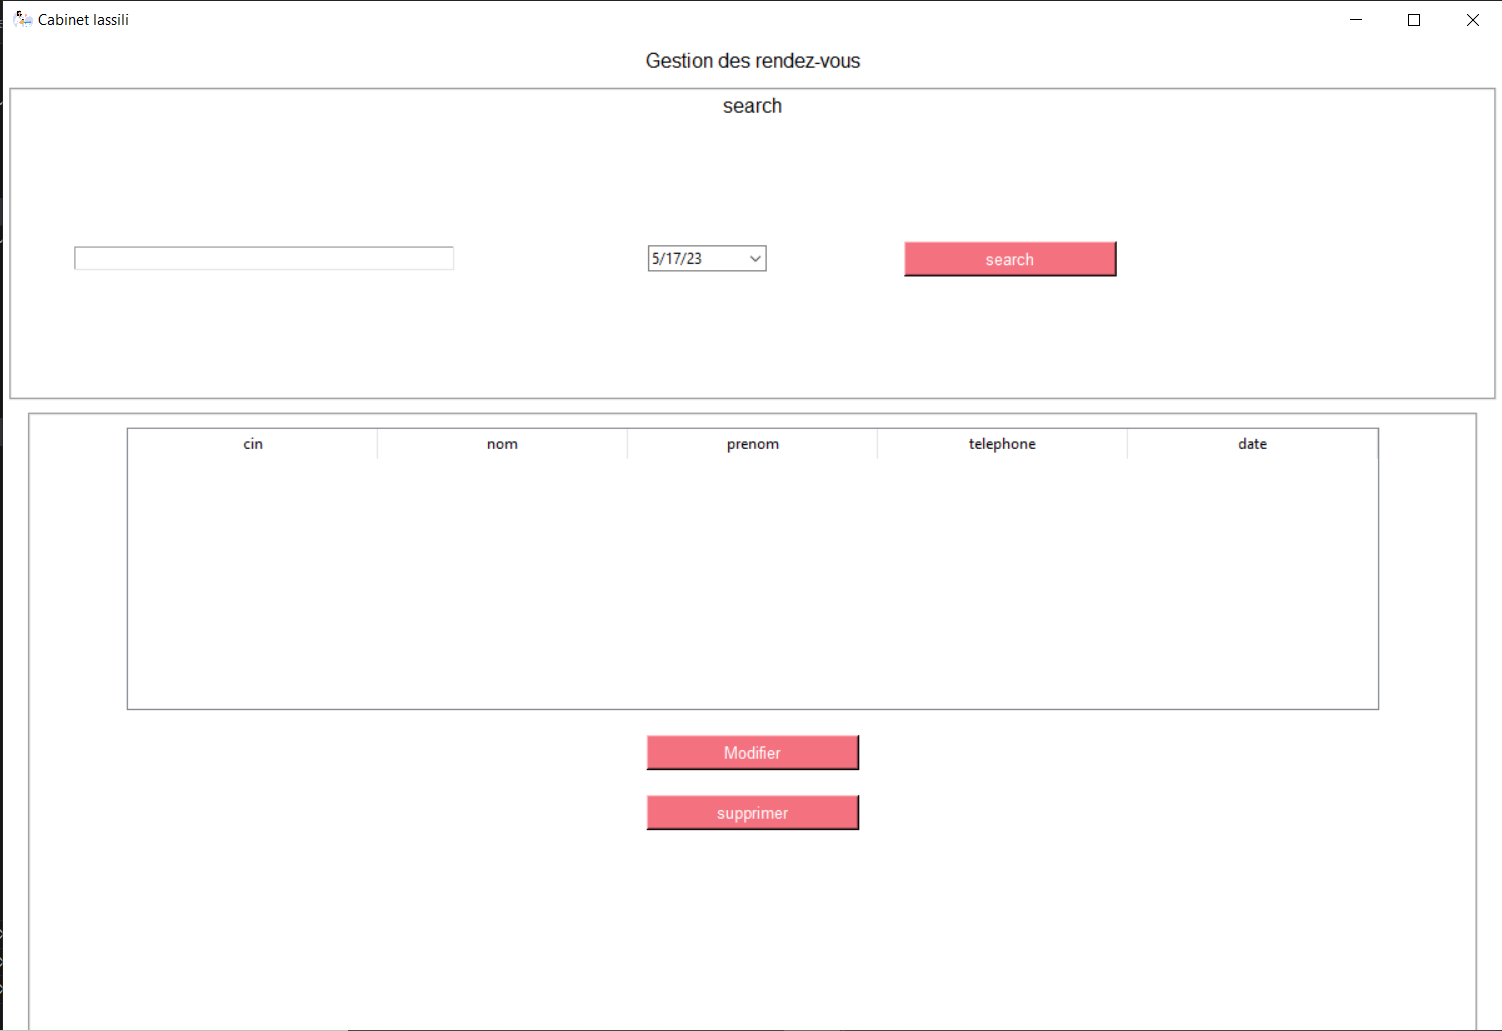 Cabinet lassili
Gestion des rendez-vous
search
5/17/23
search
cin nom prenom telephone date
Modifier
supprimer